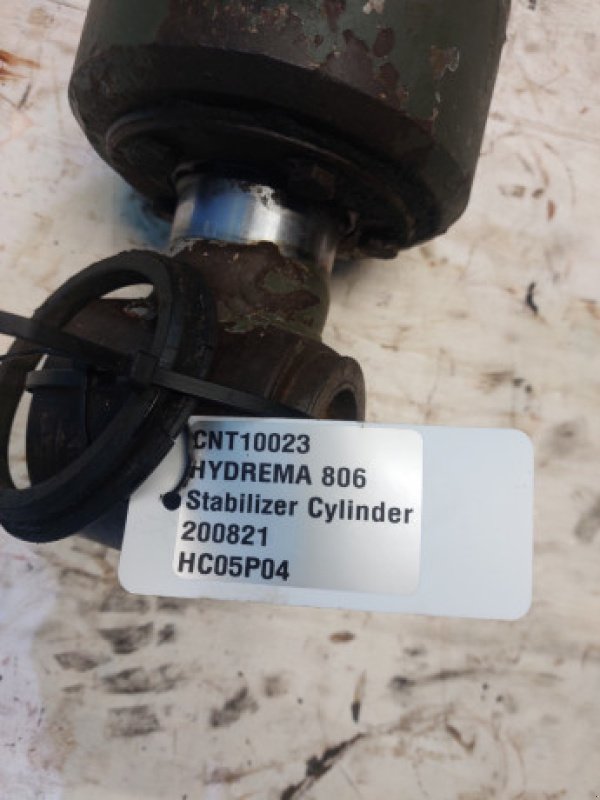 CNT10023
HYDREMA 806
Stabilizer Cylinder
200821
HC05P04